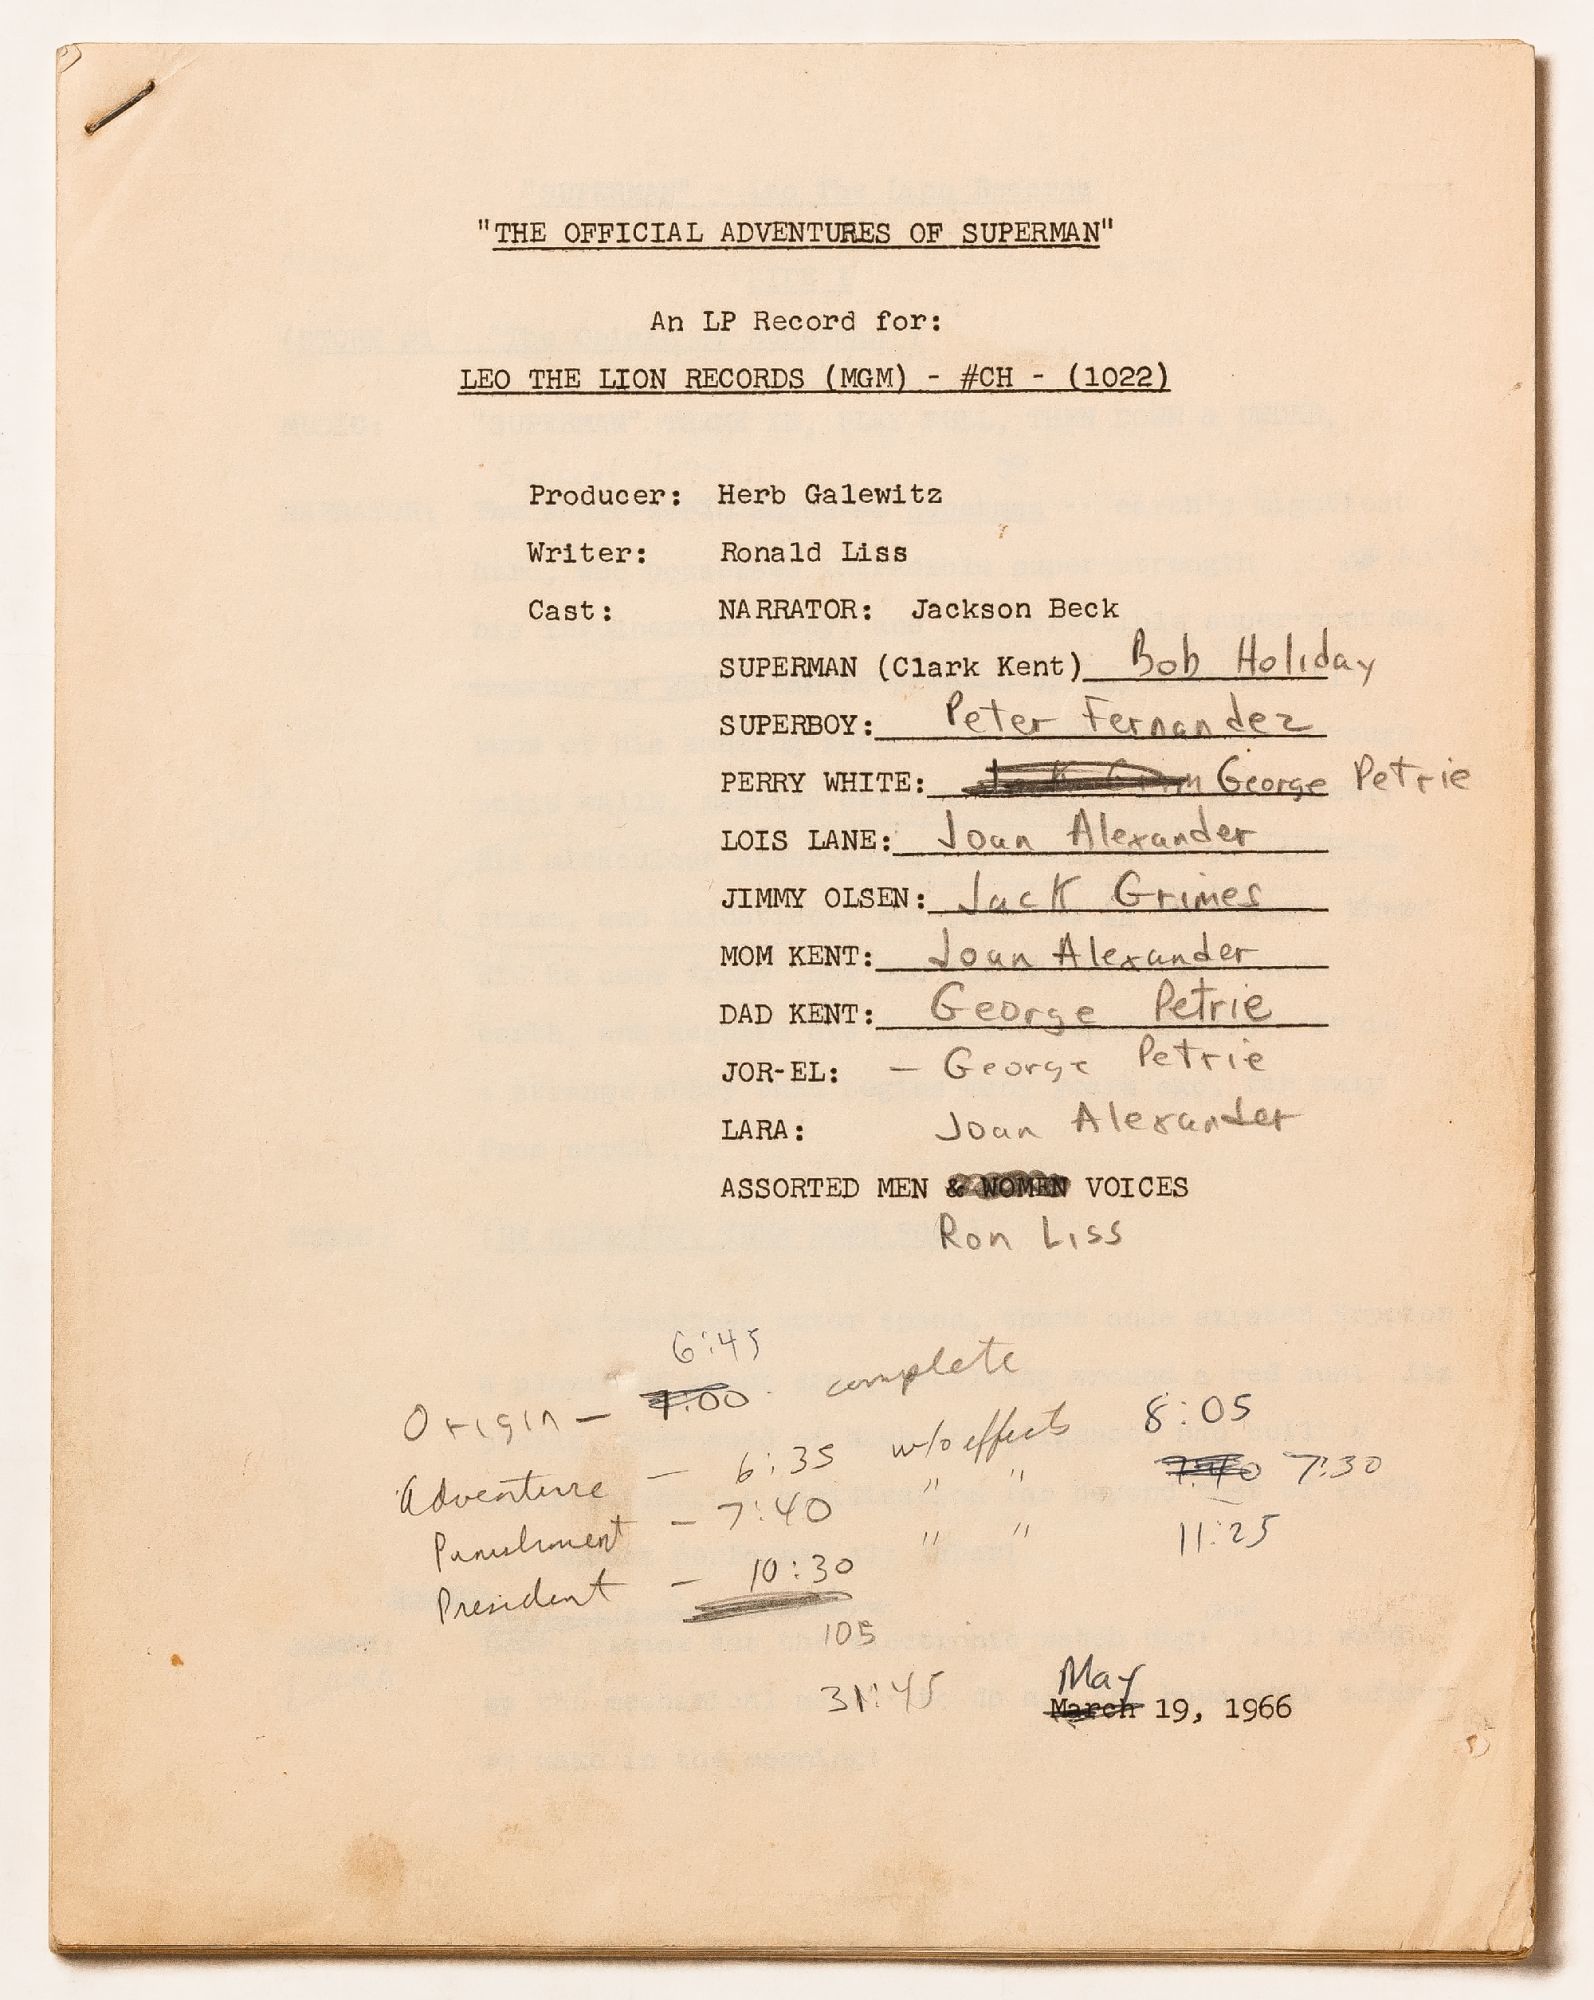 "THE OFFICIAL ADVENTURES OF SUPERMAN"
An LP Record for:
LEO THE LION RECORDS (MGM) - #CH - (1022)
Producer: Herb Galewitz
Writer: Ronald Liss
Cast: NARRATOR: Jackson Beck
SUPERMAN (Clark Kent) Bob Holiday
SUPERBOY: Peter Fernandez
PERRY WHITE: George Petrie
LOIS LANE: Joan Alexander
JIMMY OLSEN: Jack Grimes
MOM KENT: Joan Alexander
DAD KENT: George Petrie
JOR-EL: - George Petrie
LARA: Joan Alexander
ASSORTED MEN & WOMEN VOICES
Ron Liss
6:45
Origin - 7:00 complete
Adventure - 6:35 w/o effects 8:05
Punishment - 7:40 " " 7:40 7:30
President - 10:30 " " 11:25
105
31:45
May
March 19, 1966